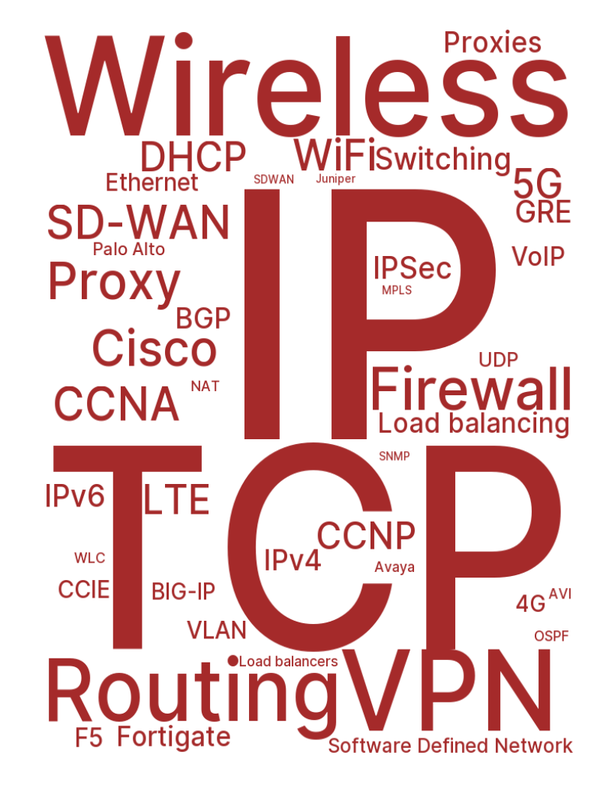 Proxies
Wireless
DHCP
WiFi
Switching
Ethernet
SDWAN
Juniper
5G
SD-WAN
GRE
IP
Palo Alto
VoIP
Proxy
IPSec
MPLS
BGP
Cisco
UDP
NAT
Firewall
CCNA
Load balancing
TCP
SNMP
IPv6
LTE
CCNP
IPv4
WLC
Avaya
CCIE
BIG-IP
AVI
4G
VLAN
OSPF
Load balancers
Routing
VPN
F5
Fortigate
Software Defined Network